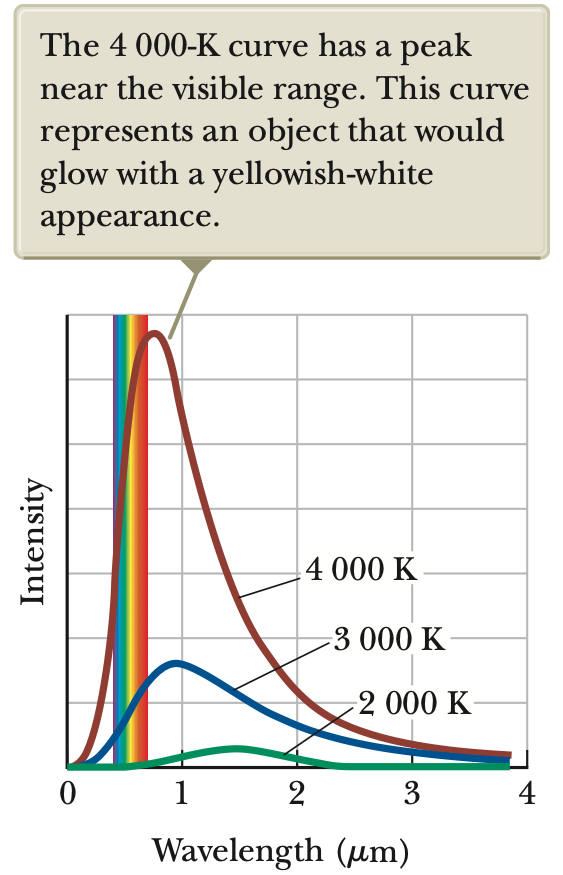 The 4 000-K curve has a peak
near the visible range. This curve
represents an object that would
glow with a yellowish-white
appearance.
Intensity
4 000 K
3 000 K
2 000 K
0 1 2 3 4
Wavelength (μm)